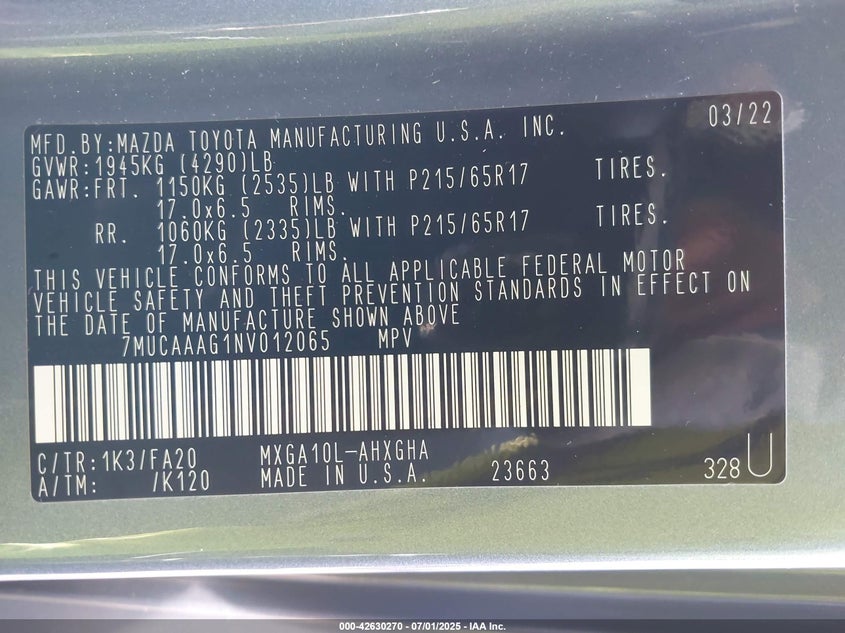 MFD.BY:MAZDA TOYOTA MANUFACTURING U.S.A. INC. 03/22
GVWR:1945KG (4290)LB
GAWR:FRT. 1150KG (2535)LB WITH P215/65R17 TIRES.
17.0x6.5 RIMS.
RR. 1060KG (2335)LB WITH P215/65R17 TIRES.
17.0x6.5 RIMS.
THIS VEHICLE CONFORMS TO ALL APPLICABLE FEDERAL MOTOR
VEHICLE SAFETY AND THEFT PREVENTION STANDARDS IN EFFECT ON
THE DATE OF MANUFACTURE SHOWN ABOVE
7MUCAAAG1NV012065 MPV
C/TR:1K3/FA20 MXGA10L-AHXGHA
A/TM: /K120 MADE IN U.S.A. 23663 328U
000-42630270 - 07/01/2025 - IAA Inc.